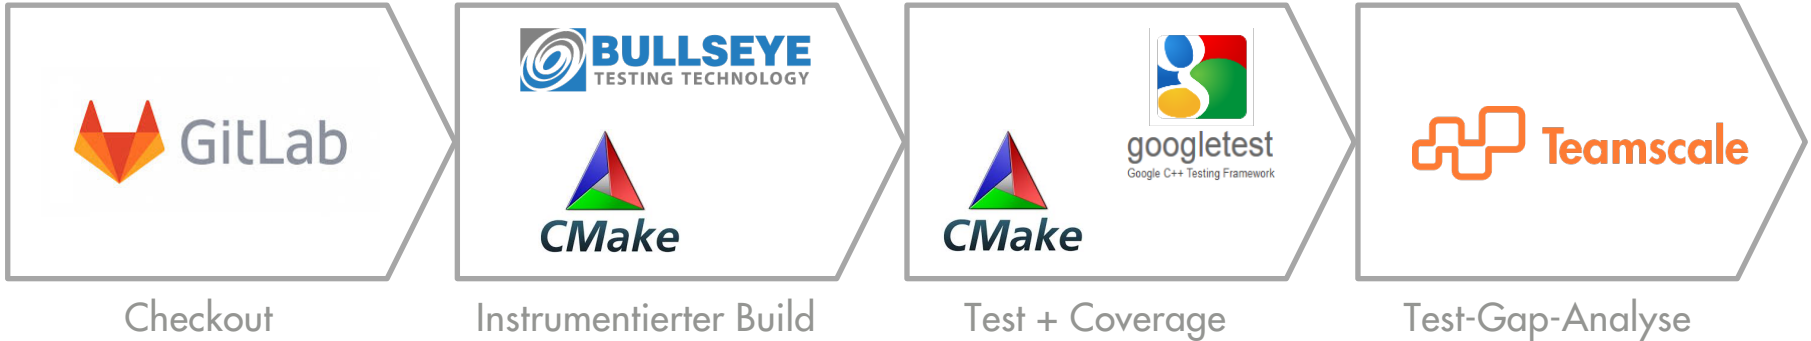 GitLab
BULLSEYE
TESTING TECHNOLOGY
CMake
CMake
googletest
Google C++ Testing Framework
Teamscale
Checkout
Instrumentierter Build
Test + Coverage
Test-Gap-Analyse